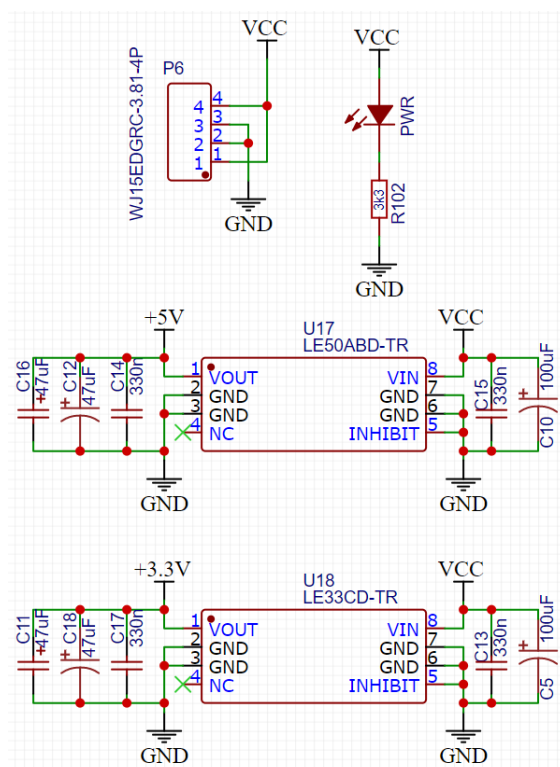 VCC
P6
WJ15EDGRC-3.81-4P
4 4
3 3
2 2
1 1
GND
VCC
PWR
3k3
R102
GND
+5V
C16
47uF
C12
47uF
C14
330n
U17
LE50ABD-TR
1 VOUT VIN 8
2 GND GND 7
3 GND GND 6
4 NC INHIBIT 5
GND
VCC
C15
330n
100uF
C10
GND
+3.3V
C11
47uF
C18
47uF
C17
330n
U18
LE33CD-TR
1 VOUT VIN 8
2 GND GND 7
3 GND GND 6
4 NC INHIBIT 5
GND
VCC
C13
330n
100uF
C5
GND